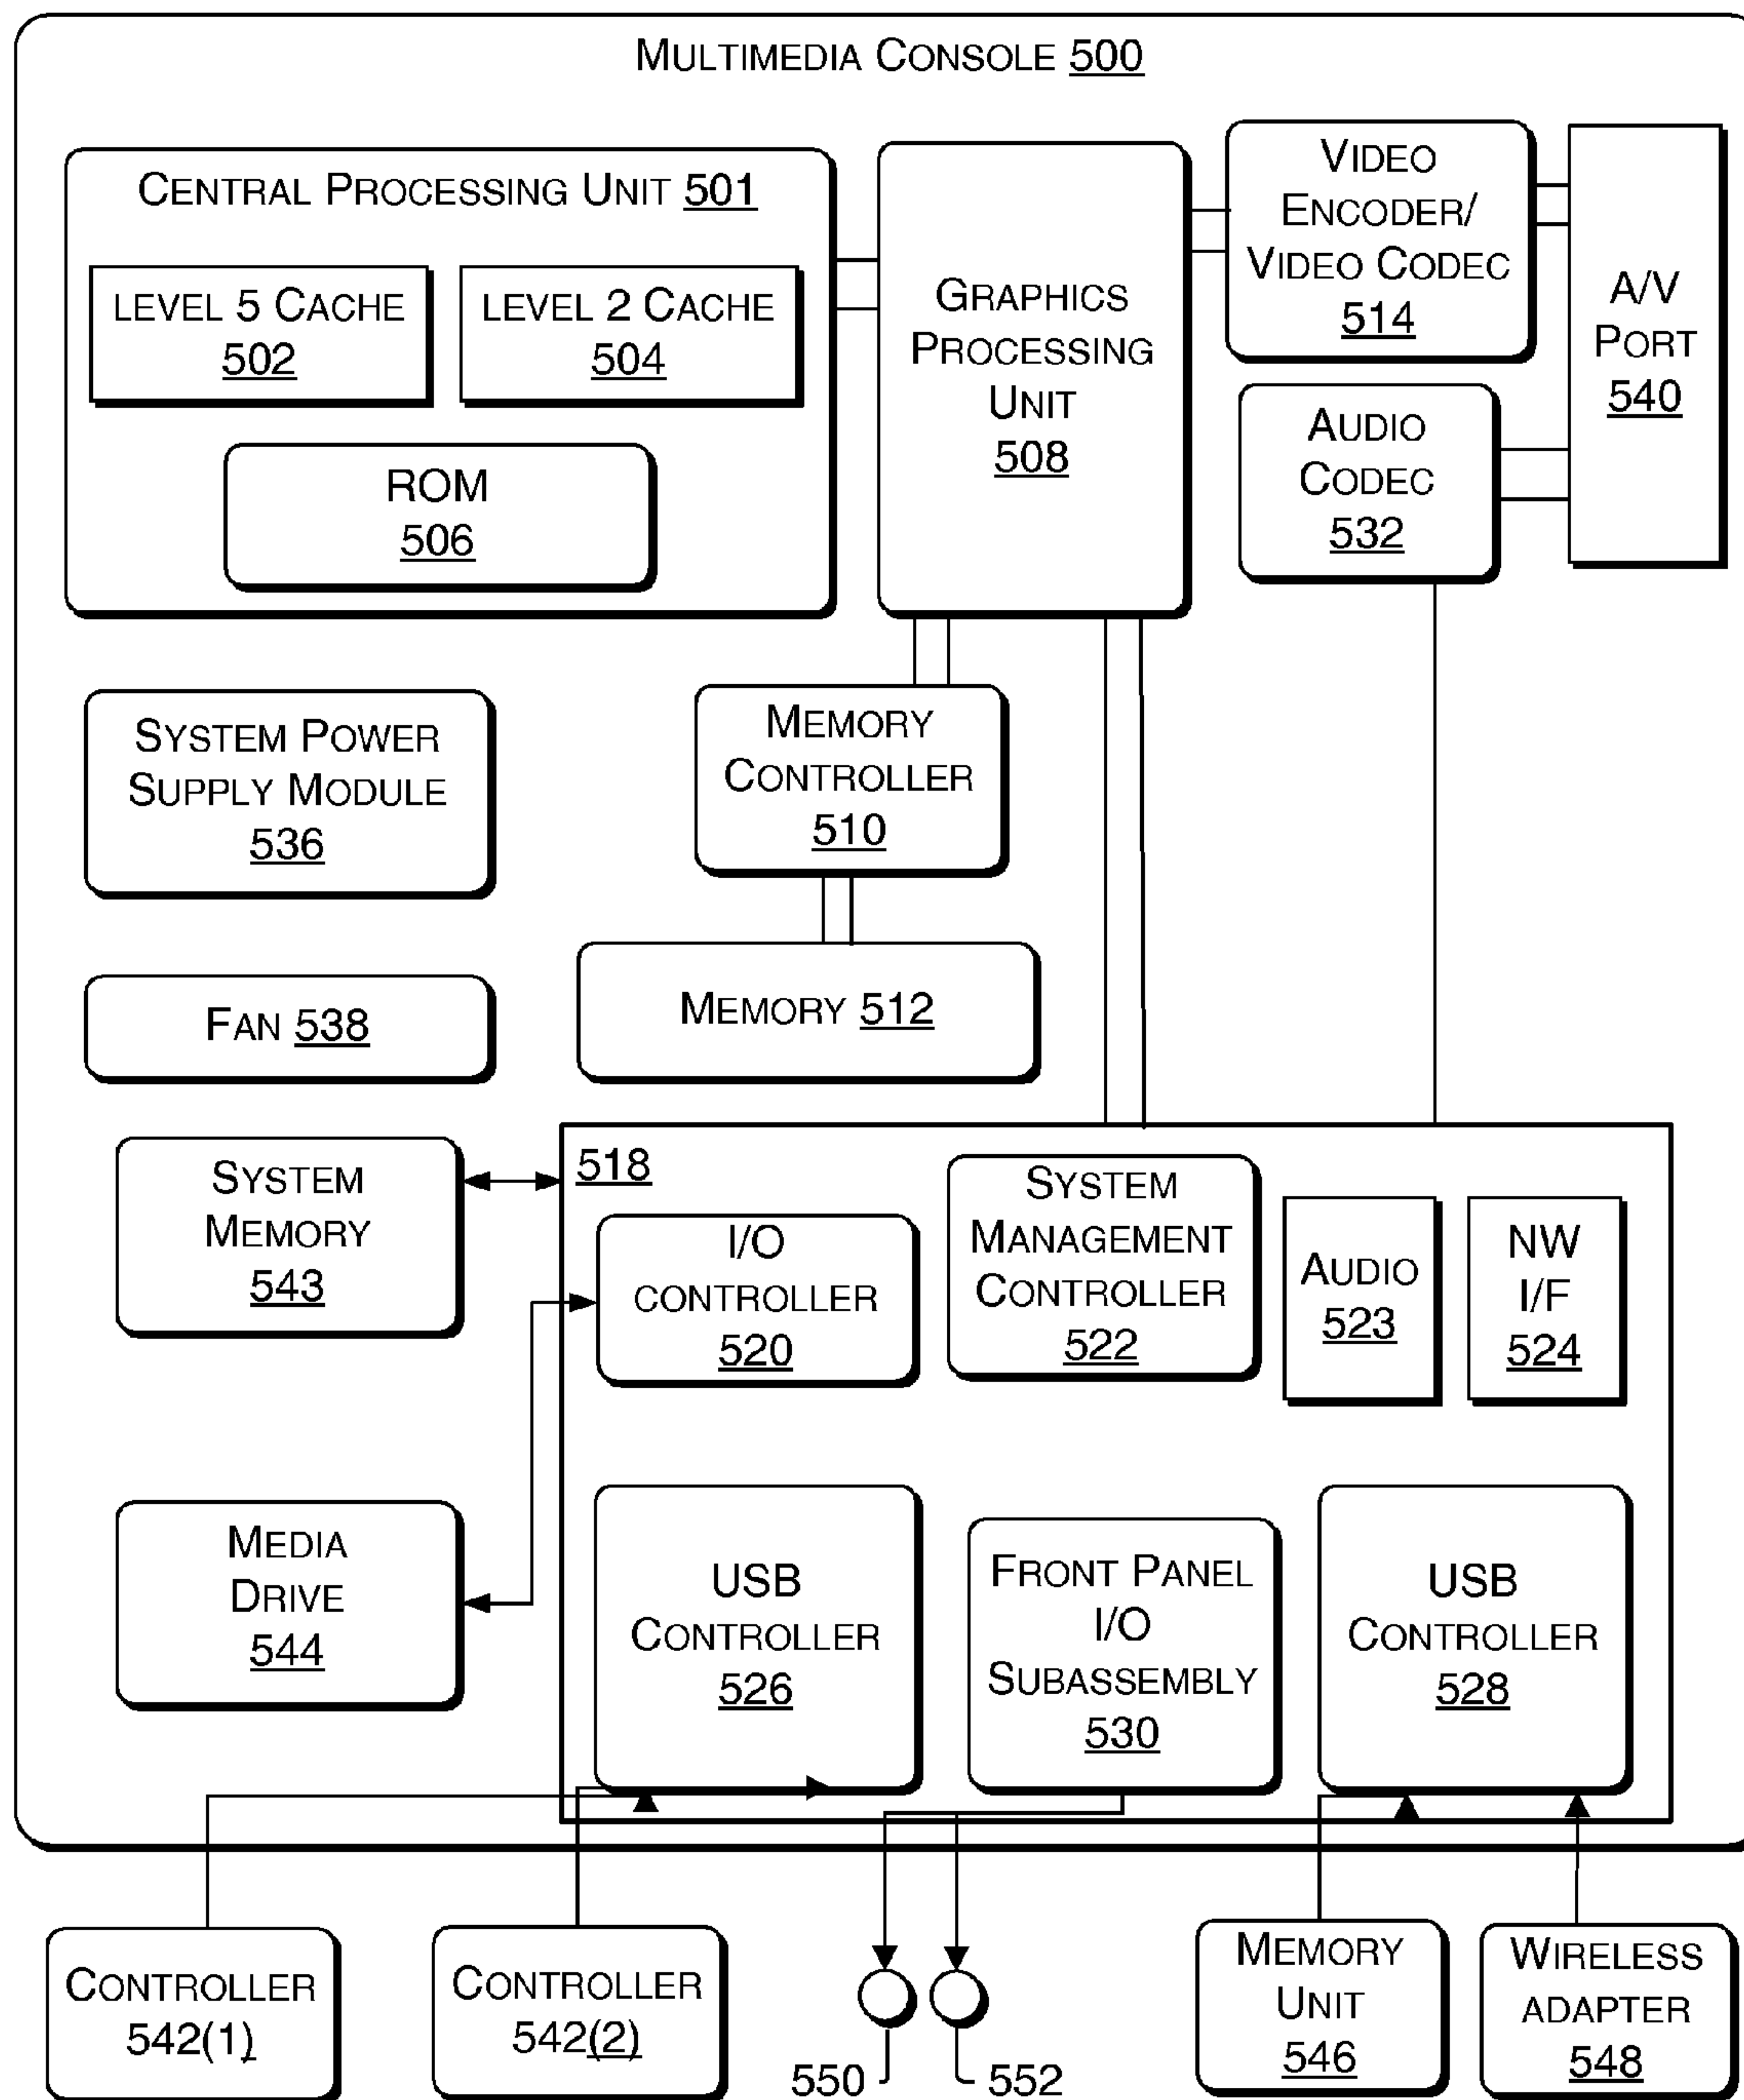 MULTIMEDIA CONSOLE 500
CENTRAL PROCESSING UNIT 501
LEVEL 5 CACHE
502
LEVEL 2 CACHE
504
ROM
506
GRAPHICS
PROCESSING
UNIT
508
VIDEO
ENCODER/
VIDEO CODEC
514
A/V
PORT
540
AUDIO
CODEC
532
SYSTEM POWER
SUPPLY MODULE
536
MEMORY
CONTROLLER
510
FAN 538
MEMORY 512
SYSTEM
MEMORY
543
518
I/O
CONTROLLER
520
SYSTEM
MANAGEMENT
CONTROLLER
522
AUDIO
523
NW
I/F
524
MEDIA
DRIVE
544
USB
CONTROLLER
526
FRONT PANEL
I/O
SUBASSEMBLY
530
USB
CONTROLLER
528
CONTROLLER
542(1)
CONTROLLER
542(2)
550
552
MEMORY
UNIT
546
WIRELESS
ADAPTER
548